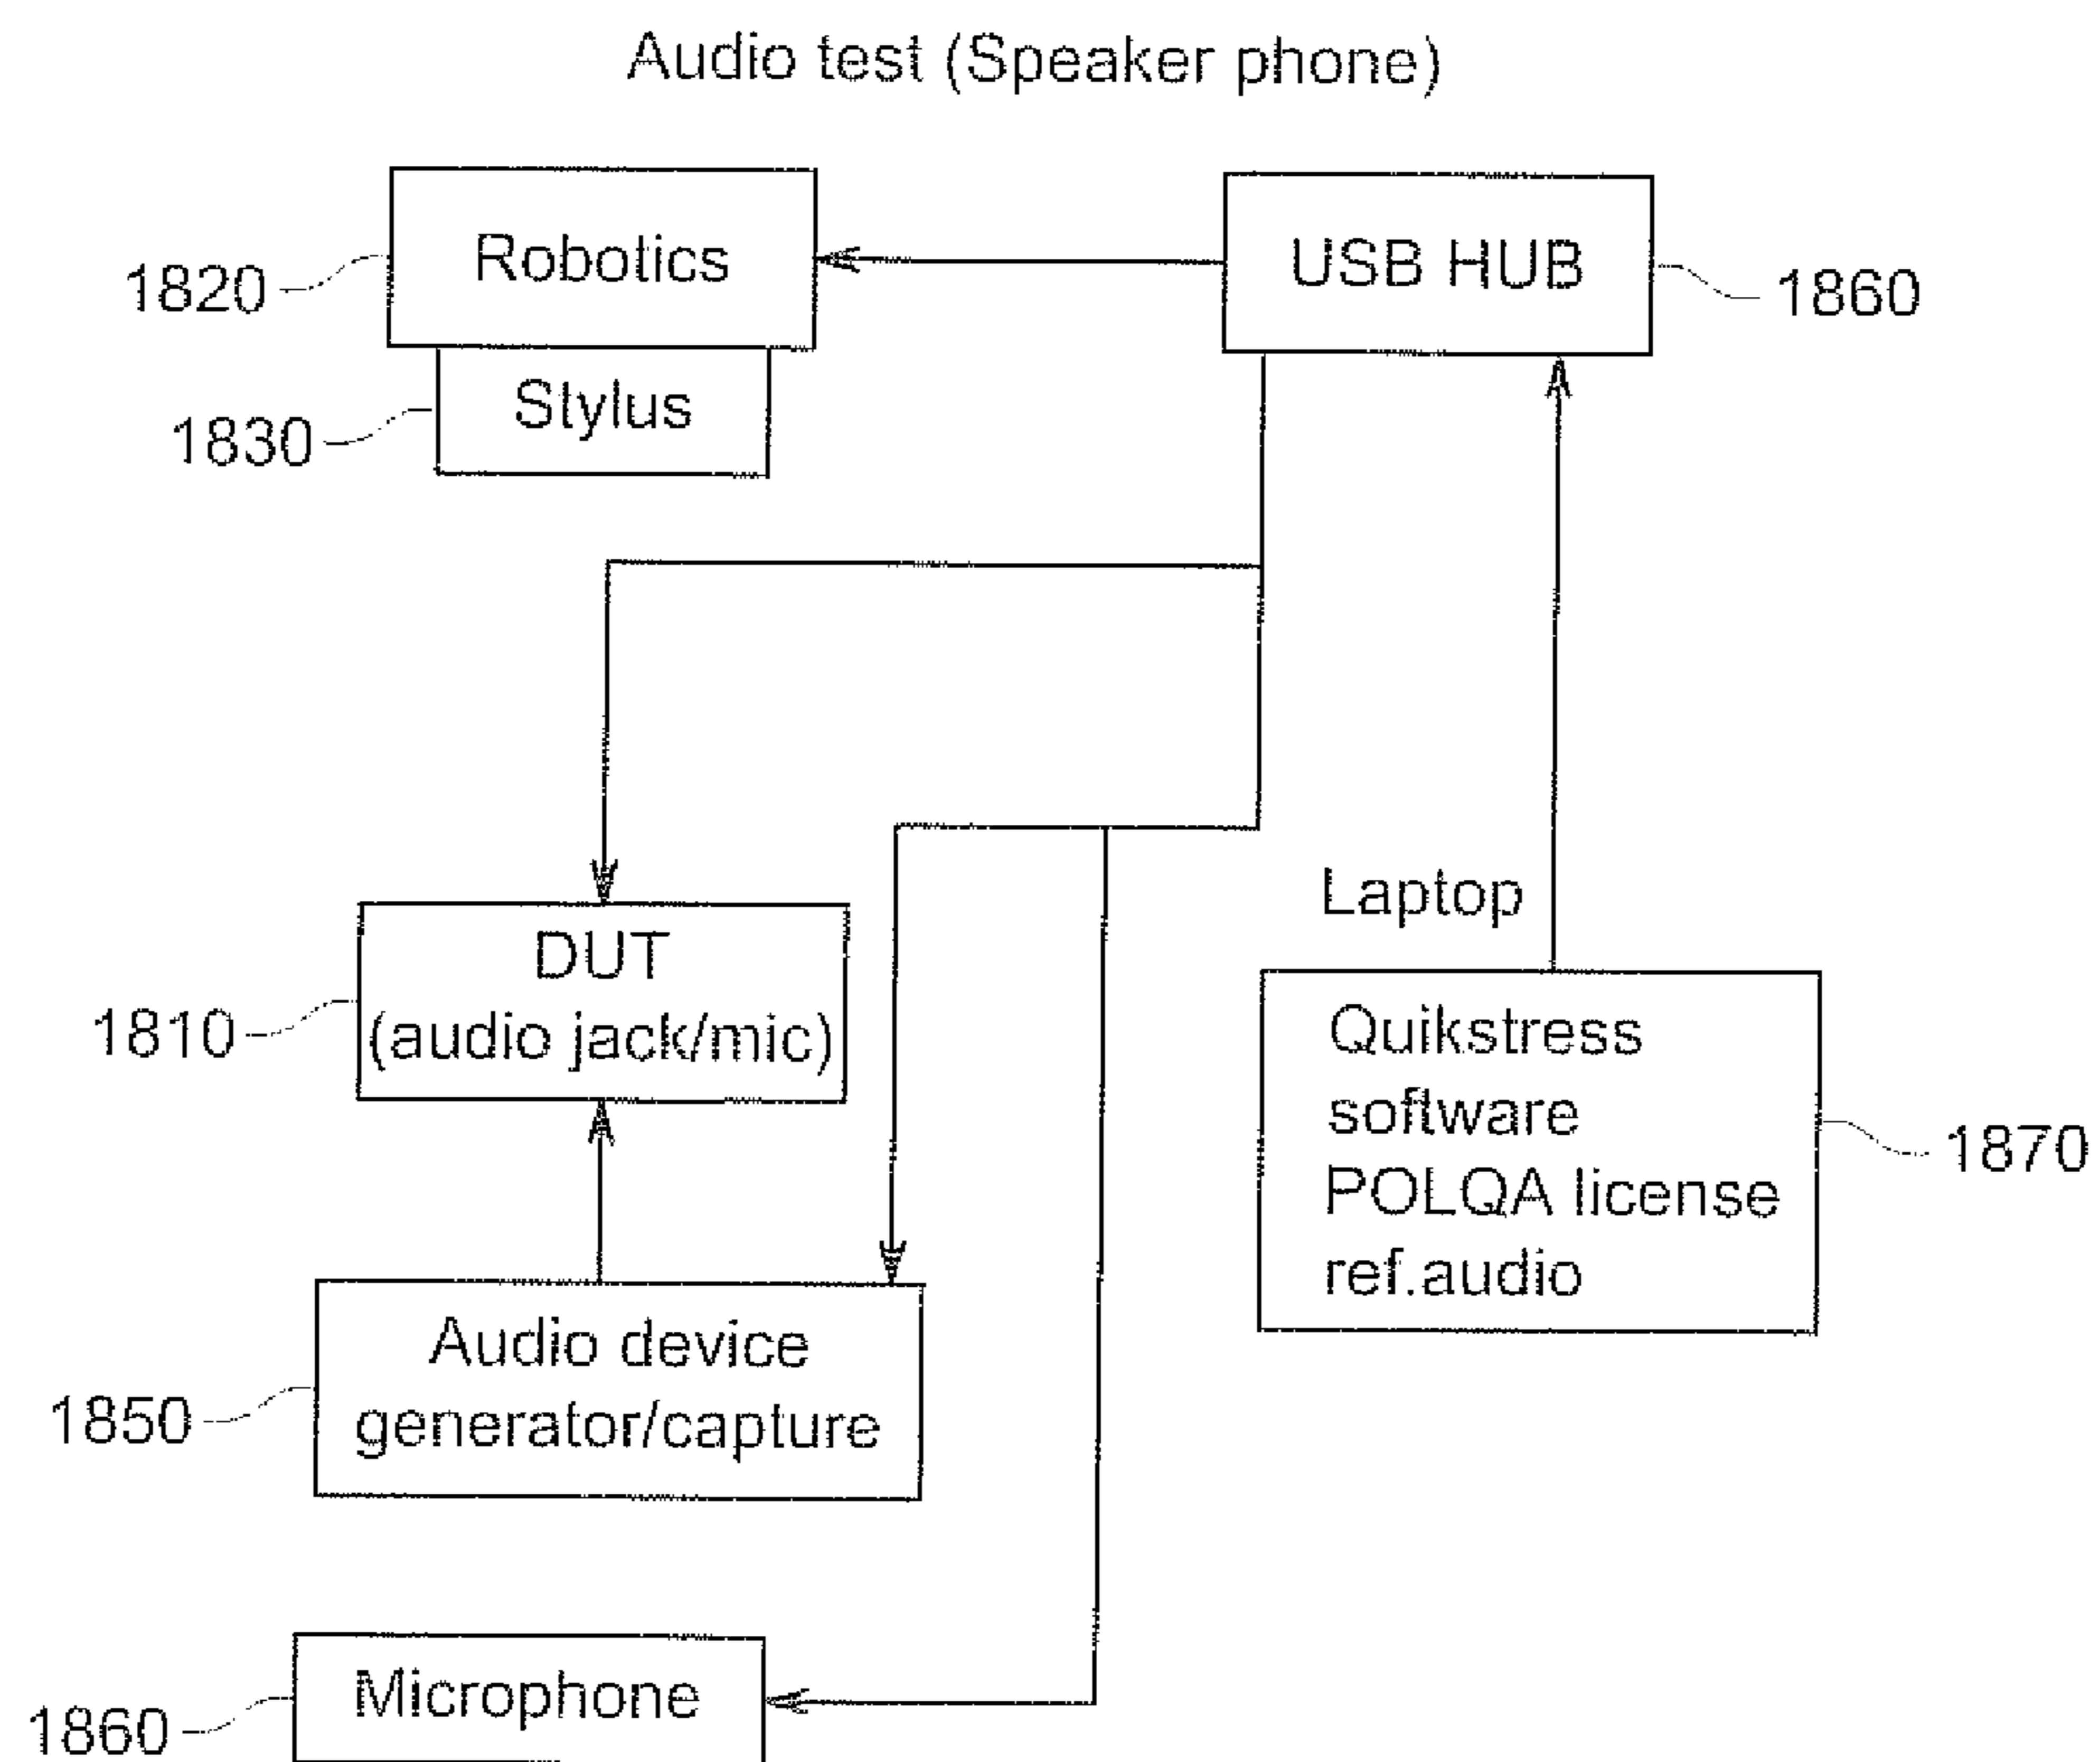 Audio test (Speaker phone)
Robotics
1820
USB HUB
1860
Stylus
1830
Laptop
DUT
(audio jack/mic)
1810
Quikstress
software
POLQA license
ref.audio
1870
Audio device
generator/capture
1850
Microphone
1860